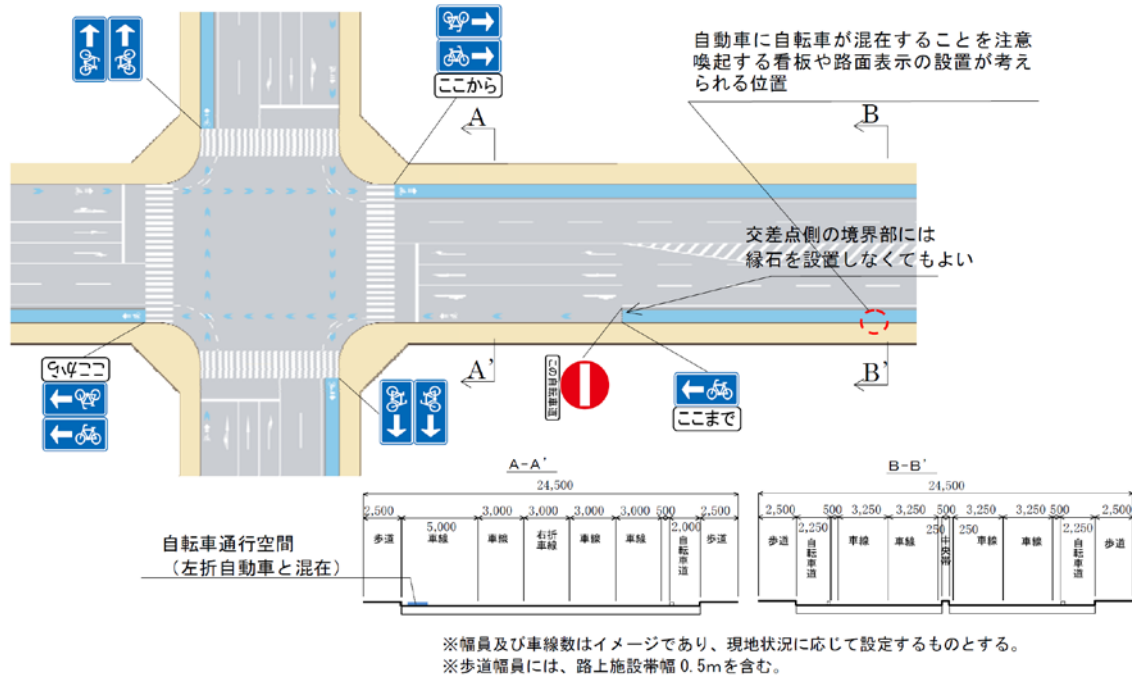 ここから
自動車に自転車が混在することを注意
喚起する看板や路面表示の設置が考え
られる位置
A
B
交差点側の境界部には
縁石を設置しなくてもよい
ここから
A'
この自転車道
ここまで
B'
A-A'
24,500
2,500
5,000
3,000
3,000
3,000
3,000
500
2,000
2,500
歩道
車線
車線
右折
車線
車線
車線
自転車道
歩道
B-B'
24,500
2,500
500
3,250
3,250
500
3,250
3,250
500
2,500
2,250
250
250
2,250
歩道
自転車道
車線
車線
中央帯
車線
車線
自転車道
歩道
自転車通行空間
(左折自動車と混在)
※幅員及び車線数はイメージであり、現地状況に応じて設定するものとする。
※歩道幅員には、路上施設帯幅0.5mを含む。